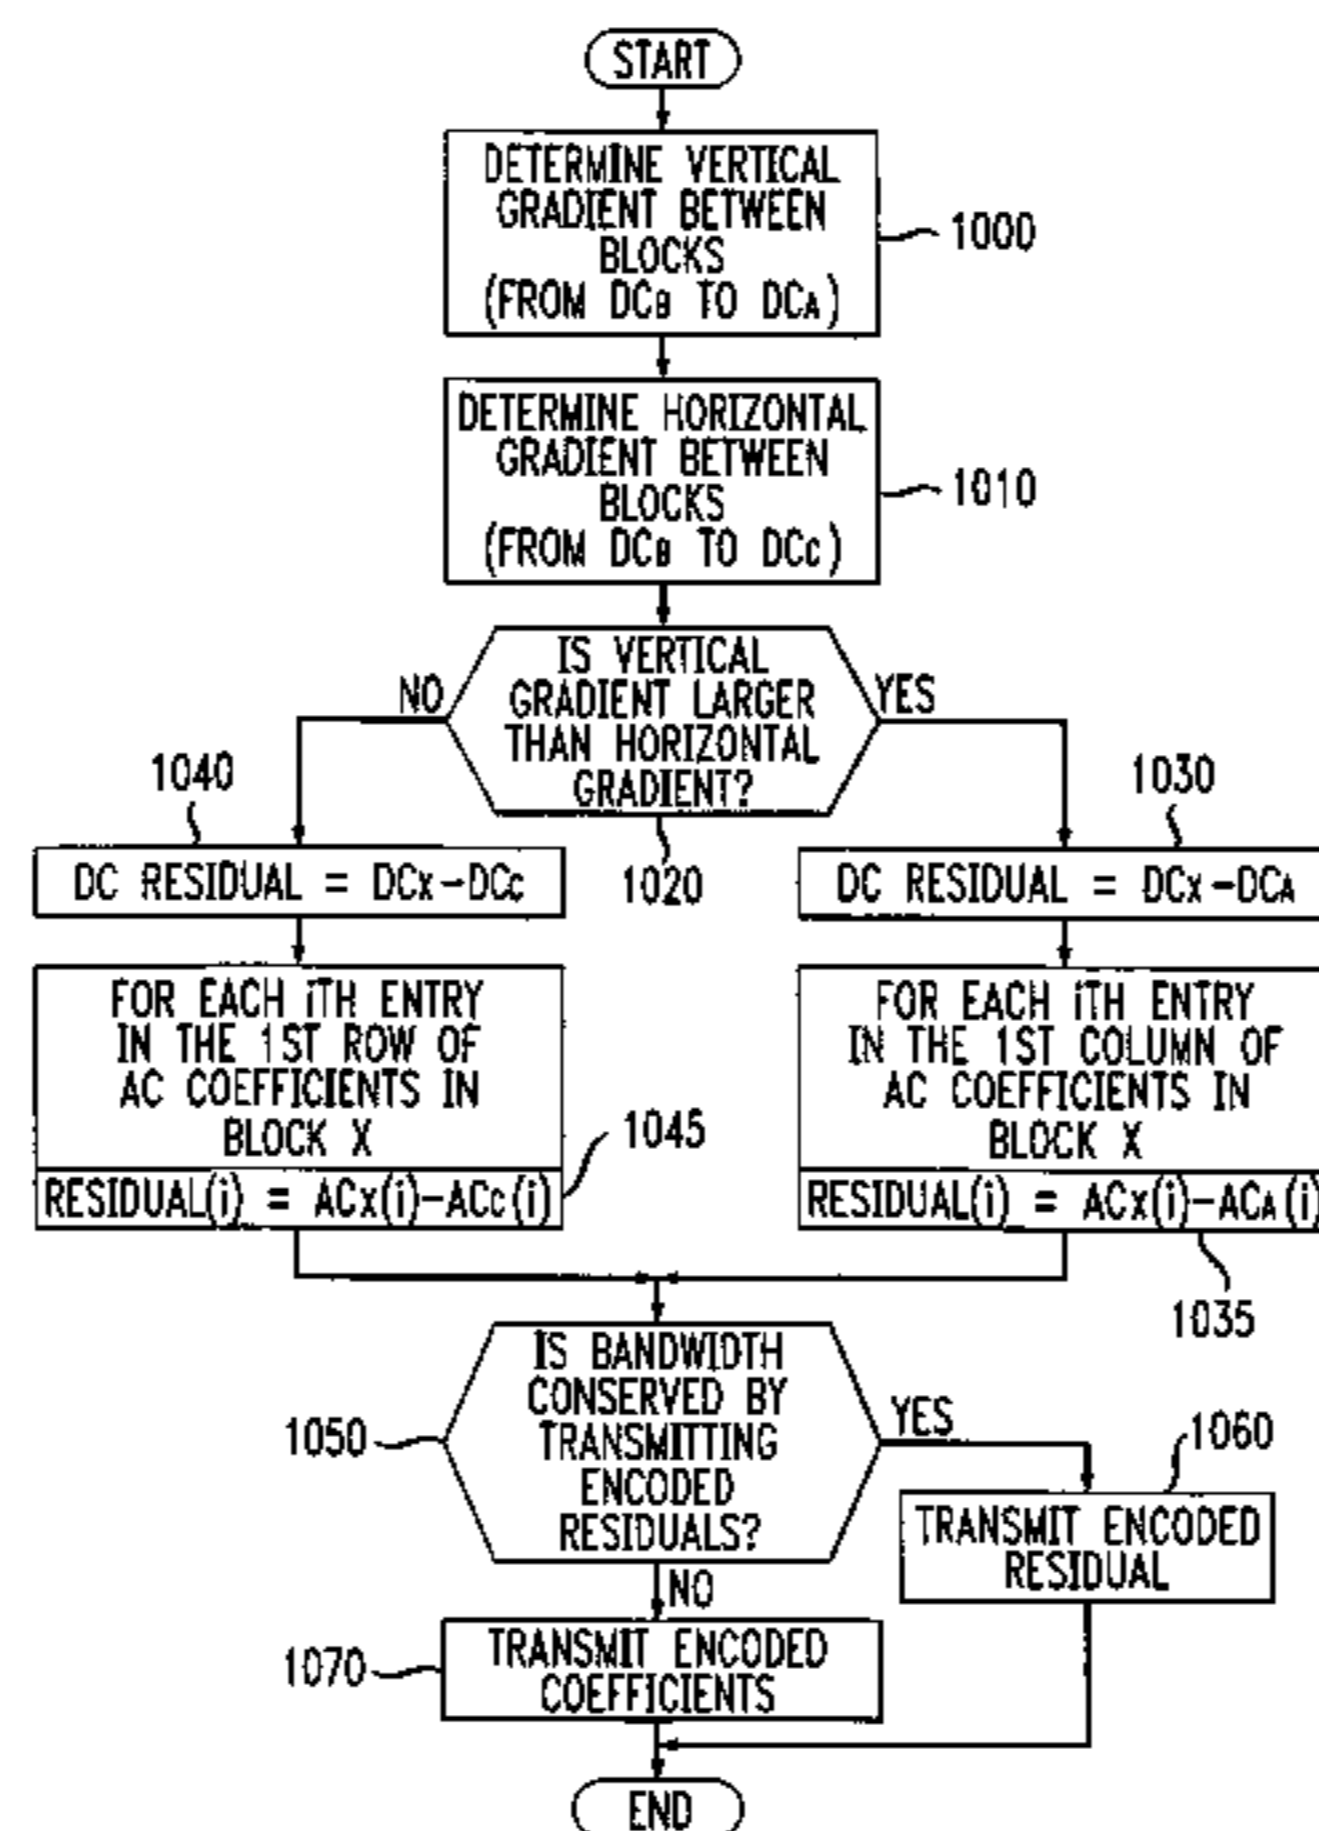 START
DETERMINE VERTICAL
GRADIENT BETWEEN
BLOCKS
(FROM DCB TO DCA)
1000
DETERMINE HORIZONTAL
GRADIENT BETWEEN
BLOCKS
(FROM DCB TO DCC)
1010
IS VERTICAL
GRADIENT LARGER
THAN HORIZONTAL
GRADIENT?
NO
YES
1020
1040
DC RESIDUAL = DCX-DCC
1030
DC RESIDUAL = DCX-DCA
FOR EACH iTH ENTRY
IN THE 1ST ROW OF
AC COEFFICIENTS IN
BLOCK X
RESIDUAL(i) = ACX(i)-ACC(i)
1045
FOR EACH iTH ENTRY
IN THE 1ST COLUMN OF
AC COEFFICIENTS IN
BLOCK X
RESIDUAL(i) = ACX(i)-ACA(i)
1035
IS BANDWIDTH
CONSERVED BY
TRANSMITTING
ENCODED
RESIDUALS?
1050
YES
1060
TRANSMIT ENCODED
RESIDUAL
NO
1070
TRANSMIT ENCODED
COEFFICIENTS
END